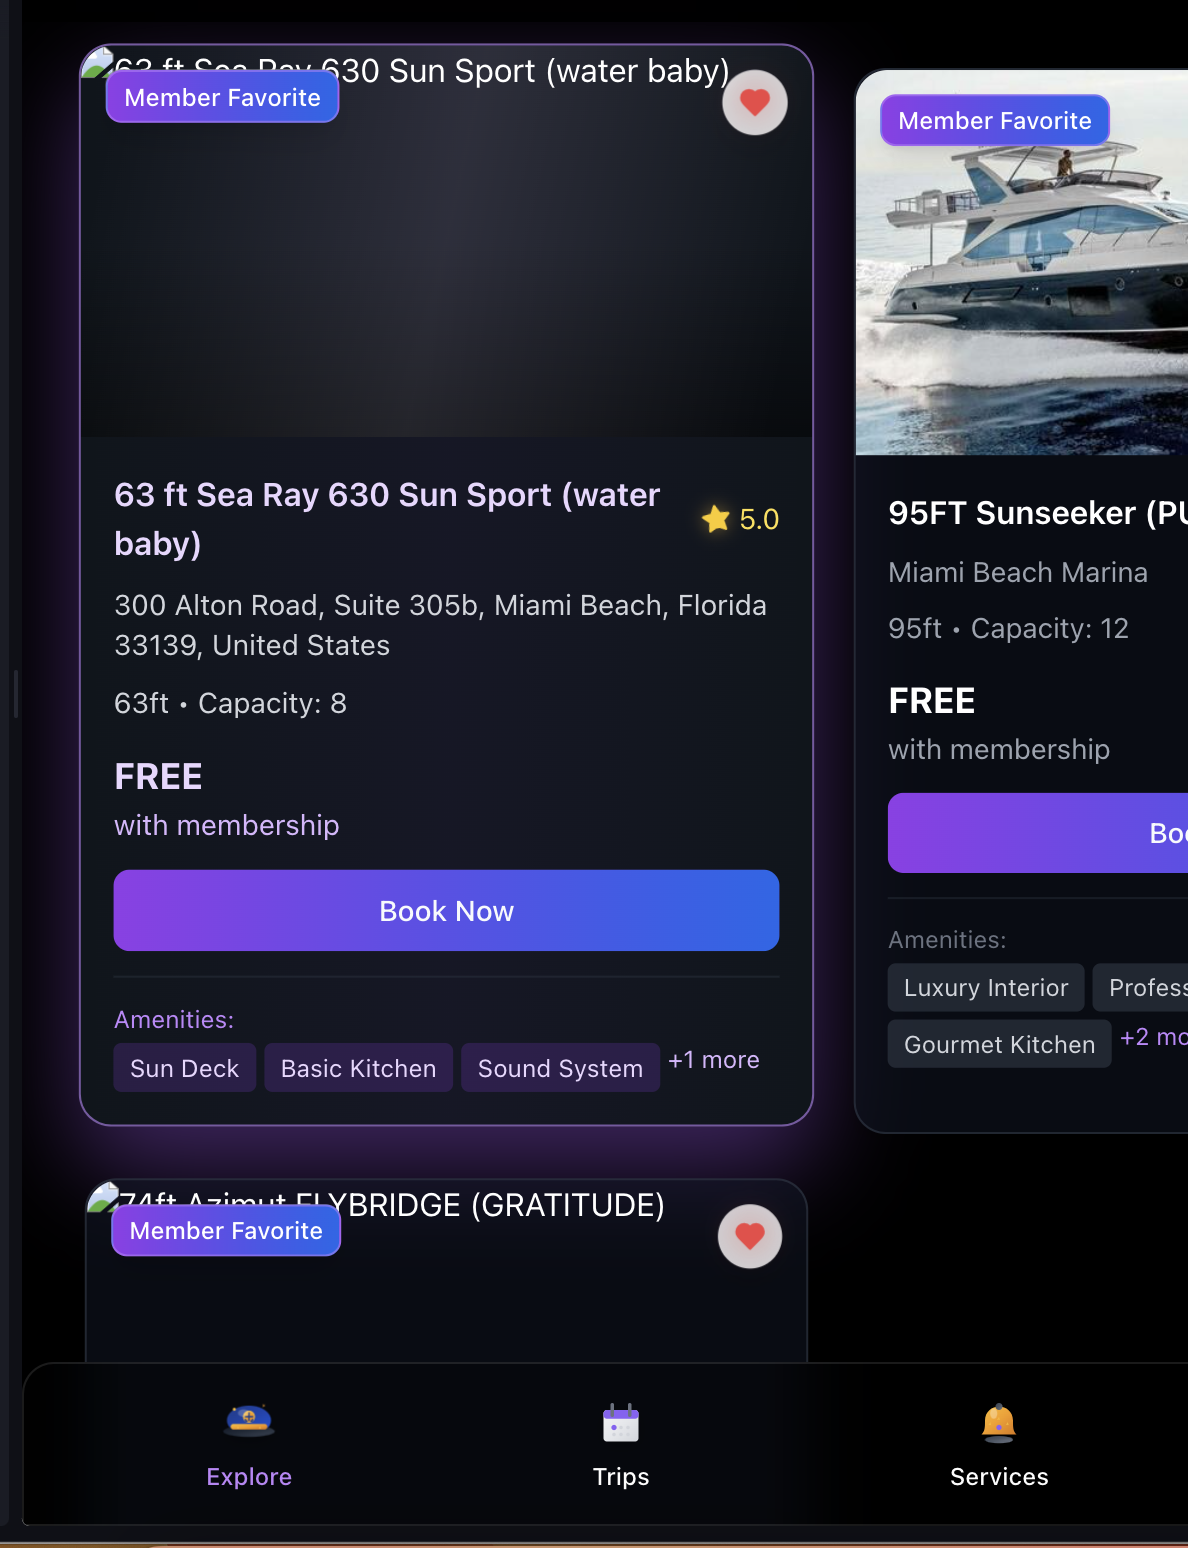 63 ft Sea Ray 630 Sun Sport (water baby)
Member Favorite
63 ft Sea Ray 630 Sun Sport (water
baby)
5.0
300 Alton Road, Suite 305b, Miami Beach, Florida
33139, United States
63ft • Capacity: 8
FREE
with membership
Book Now
Amenities:
Sun Deck
Basic Kitchen
Sound System
+1 more
Member Favorite
95FT Sunseeker (PU
Miami Beach Marina
95ft • Capacity: 12
FREE
with membership
Boo
Amenities:
Luxury Interior
Profess
Gourmet Kitchen
+2 mo
74ft Azimut FLYBRIDGE (GRATITUDE)
Member Favorite
Explore
Trips
Services